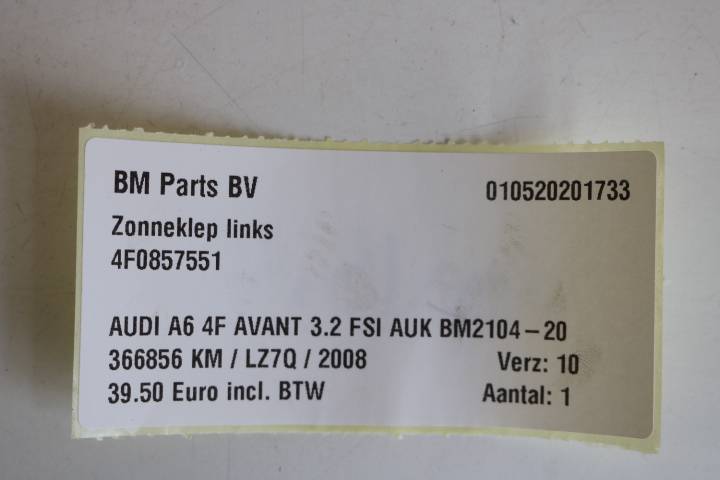 BM Parts BV 010520201733
Zonneklep links
4F0857551
AUDI A6 4F AVANT 3.2 FSI AUK BM2104-20
366856 KM / LZ7Q / 2008 Verz: 10
39.50 Euro incl. BTW Aantal: 1